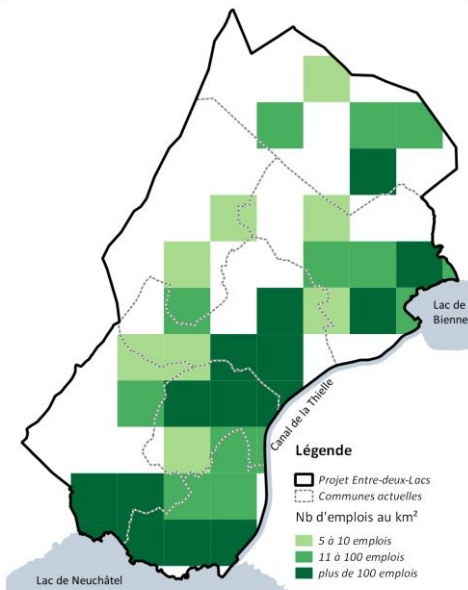 Lac de
Bienne
Canal de la Thielle
Légende
Projet Entre-deux-Lacs
Communes actuelles
Nb d'emplois au km²
5 à 10 emplois
11 à 100 emplois
plus de 100 emplois
Lac de Neuchâtel